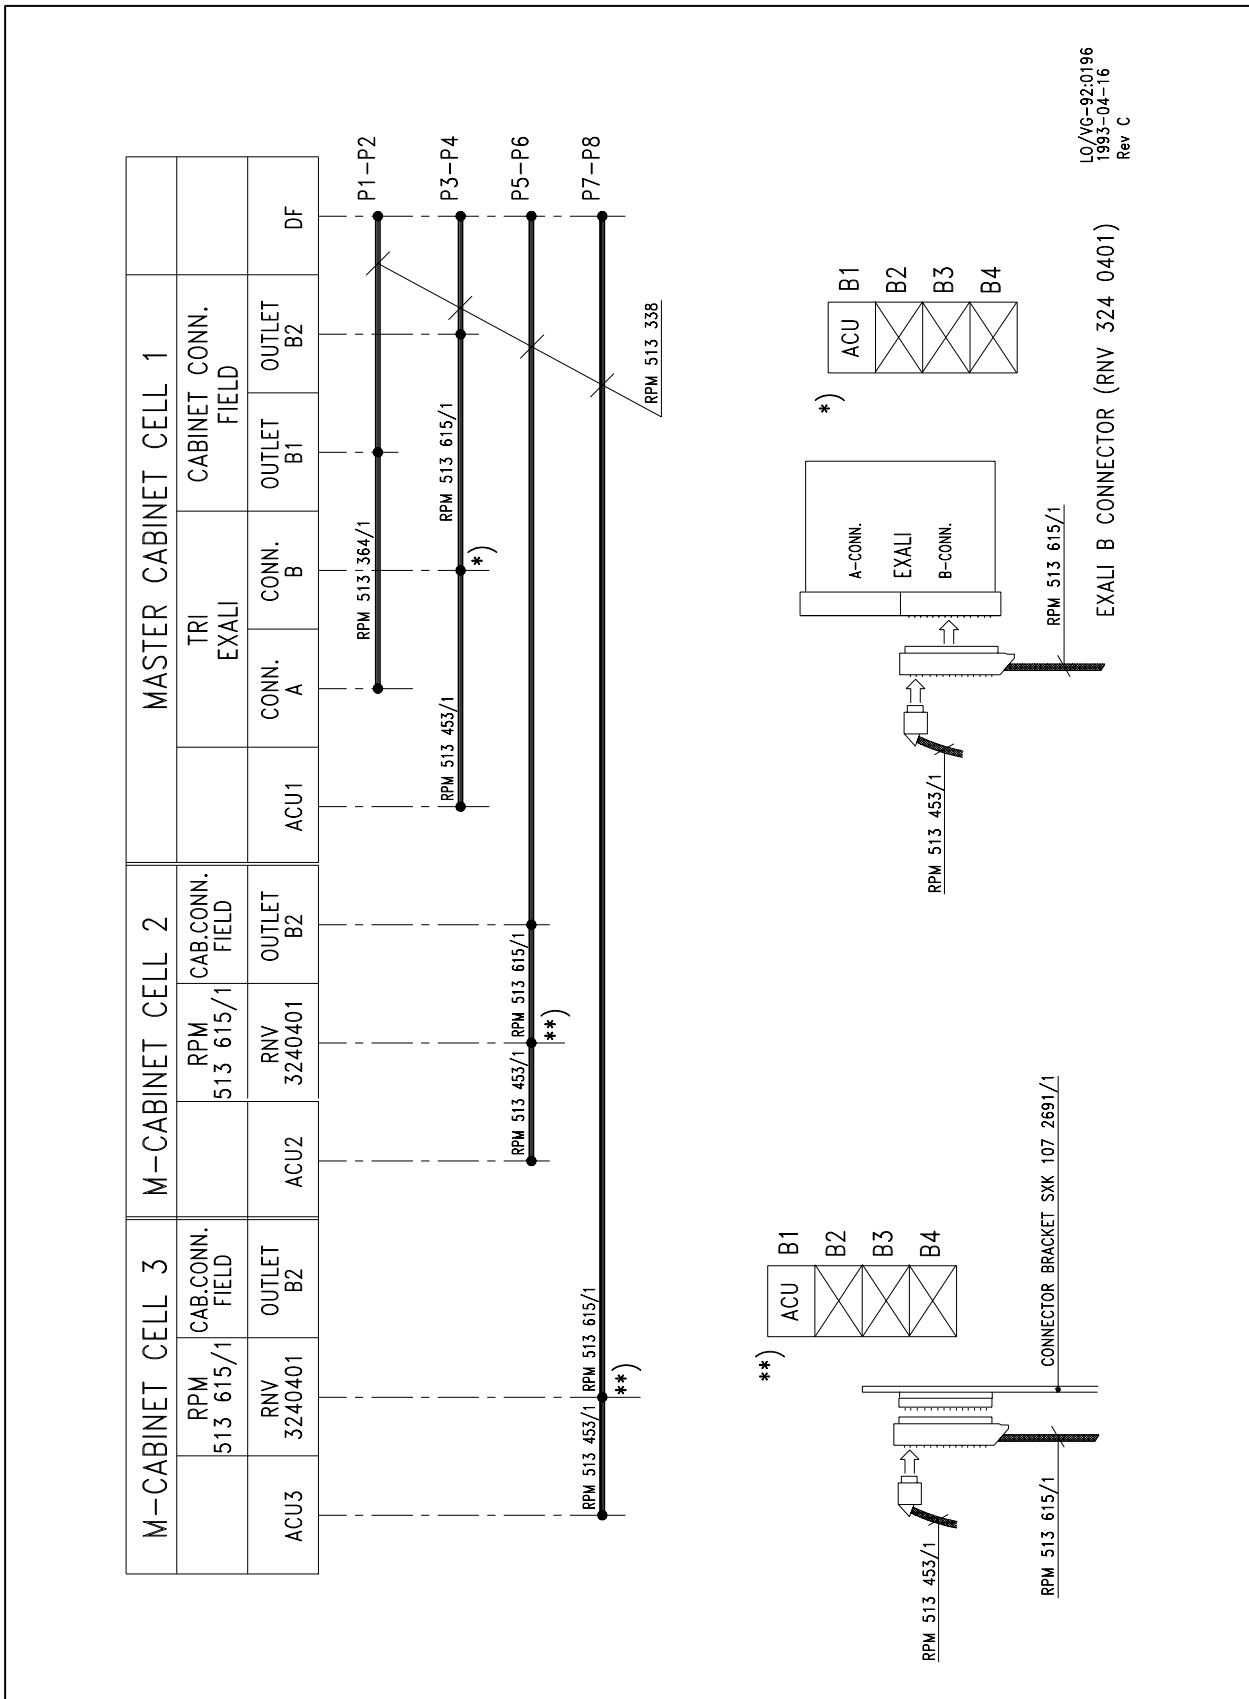 M-CABINET CELL 3
M-CABINET CELL 2
MASTER CABINET CELL 1
RPM
513 615/1
CAB.CONN.
FIELD
RPM
513 615/1
CAB.CONN.
FIELD
TRI
EXALI
CABINET CONN.
FIELD
ACU3
RNV
3240401
OUTLET
B2
ACU2
RNV
3240401
OUTLET
B2
ACU1
CONN.
A
CONN.
B
OUTLET
B1
OUTLET
B2
DF
RPM 513 364/1
P1-P2
RPM 513 453/1
RPM 513 615/1
P3-P4
*)
RPM 513 453/1
RPM 513 615/1
P5-P6
**)
RPM 513 453/1
RPM 513 615/1
P7-P8
**)
RPM 513 338
**)
ACU
B1
B2
B3
B4
RPM 513 453/1
RPM 513 615/1
CONNECTOR BRACKET SXK 107 2691/1
*)
ACU
B1
B2
B3
B4
A-CONN.
EXALI
B-CONN.
RPM 513 453/1
RPM 513 615/1
EXALI B CONNECTOR (RNV 324 0401)
LO/VG-92:0196
1993-04-16
Rev C